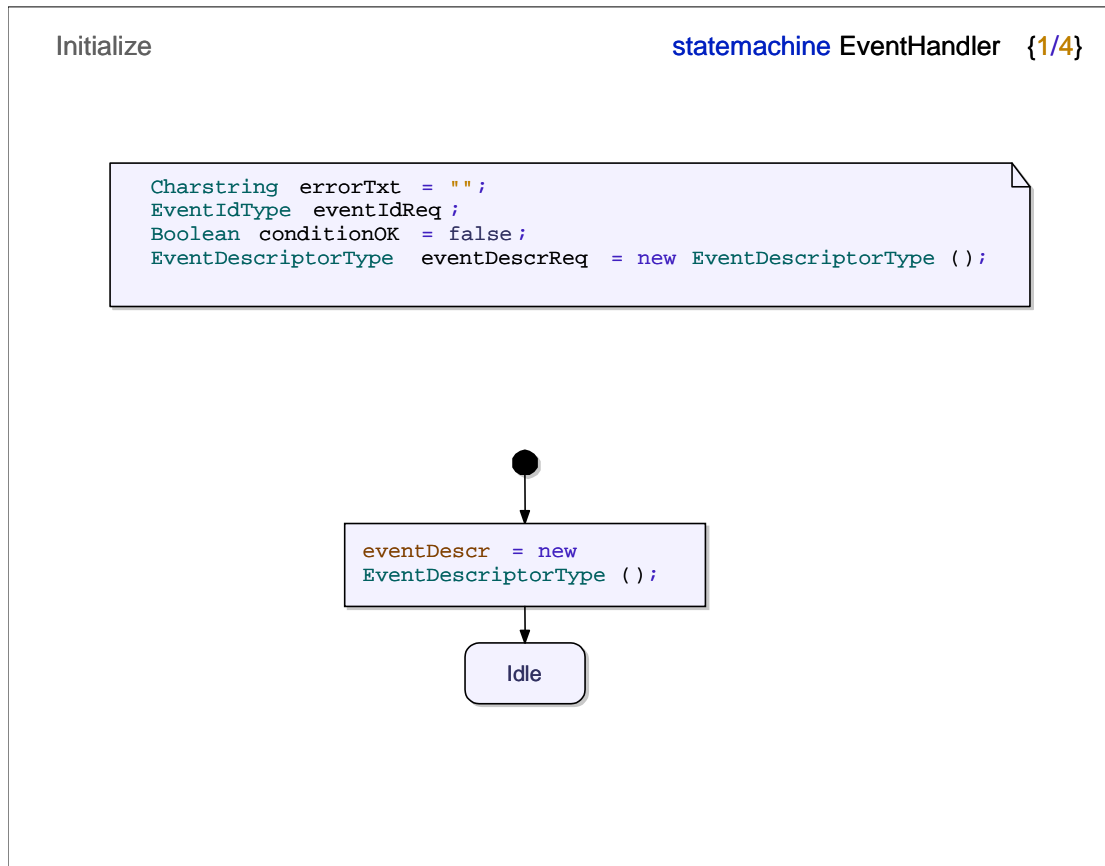 Initialize
statemachine EventHandler {1/4}
Charstring errorTxt = "";
EventIdType eventIdReq ;
Boolean conditionOK = false;
EventDescriptorType eventDescrReq = new EventDescriptorType ();
eventDescr = new
EventDescriptorType ();
Idle